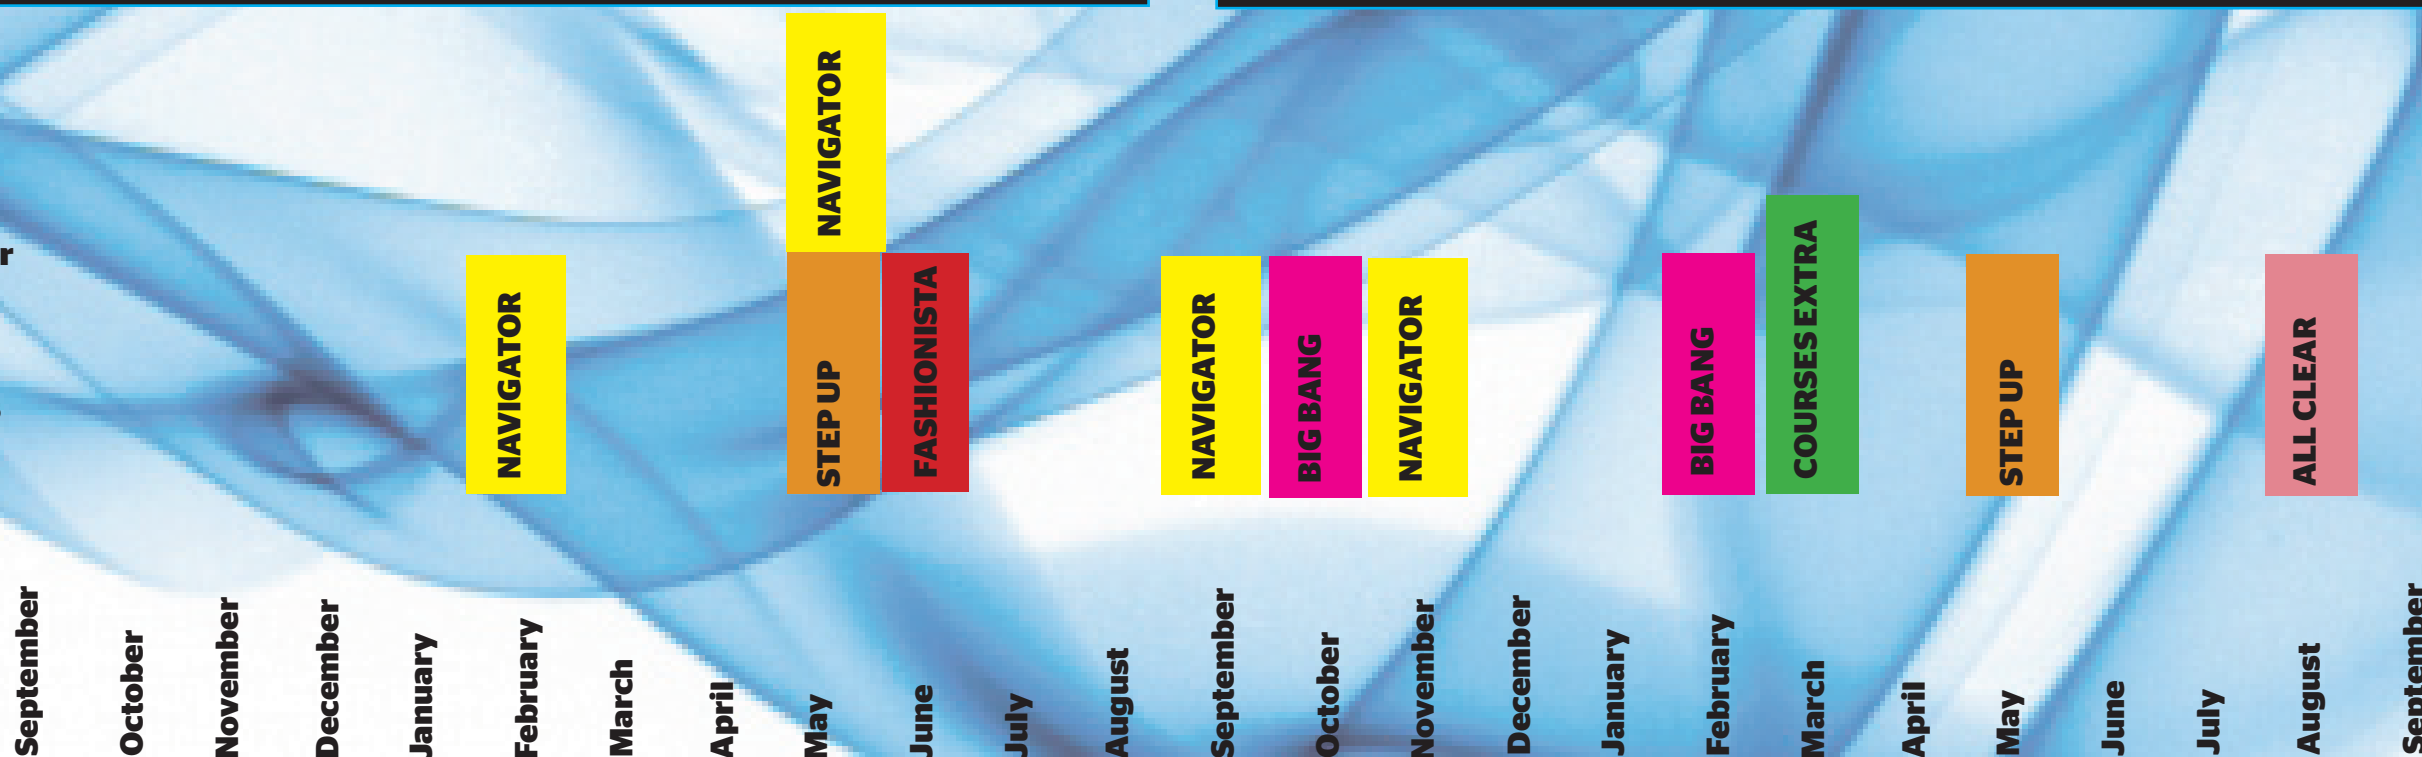 NAVIGATOR
NAVIGATOR
STEP UP
FASHIONISTA
NAVIGATOR
BIG BANG
NAVIGATOR
BIG BANG
COURSES EXTRA
STEP UP
ALL CLEAR
September
October
November
December
January
February
March
April
May
June
July
August
September
October
November
December
January
February
March
April
May
June
July
August
September